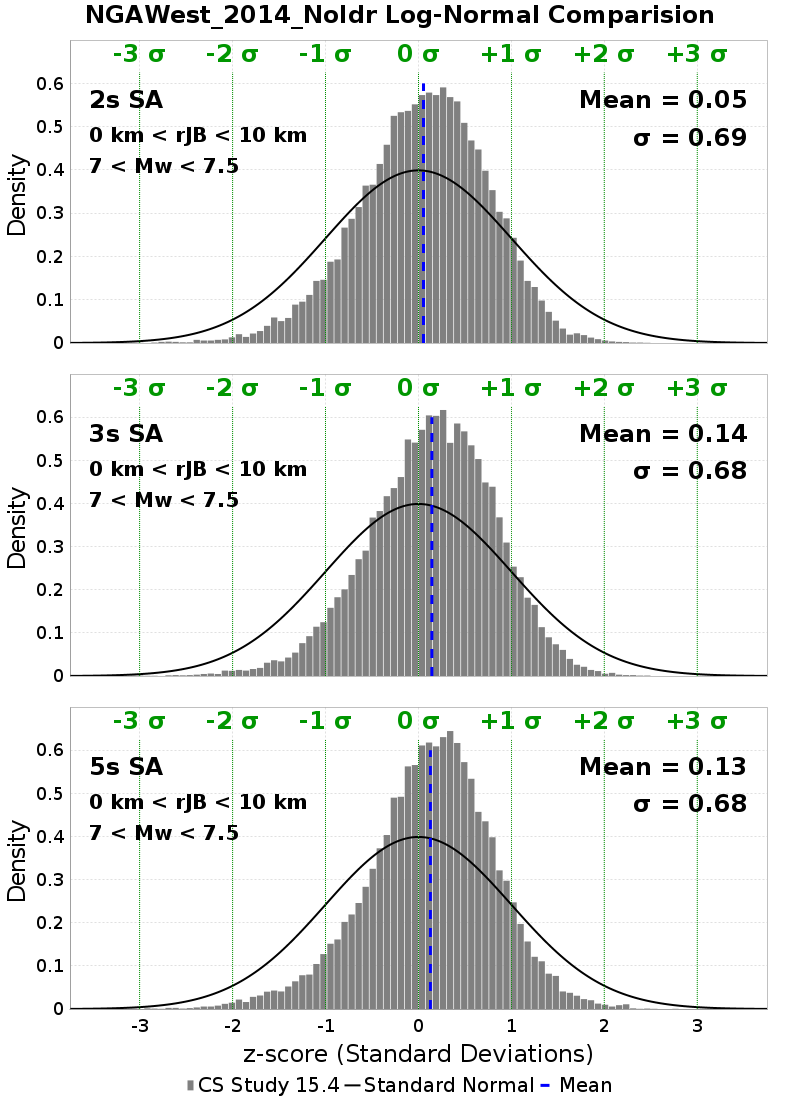 NGAWest_2014_NoIdr Log-Normal Comparision
-3 σ -2 σ -1 σ 0 σ +1 σ +2 σ +3 σ
0.6
0.5
0.4
0.3
0.2
0.1
0
Density
2s SA
0 km < rJB < 10 km
7 < Mw < 7.5
Mean = 0.05
σ = 0.69
-3 σ -2 σ -1 σ 0 σ +1 σ +2 σ +3 σ
0.6
0.5
0.4
0.3
0.2
0.1
0
Density
3s SA
0 km < rJB < 10 km
7 < Mw < 7.5
Mean = 0.14
σ = 0.68
-3 σ -2 σ -1 σ 0 σ +1 σ +2 σ +3 σ
0.6
0.5
0.4
0.3
0.2
0.1
0
Density
5s SA
0 km < rJB < 10 km
7 < Mw < 7.5
Mean = 0.13
σ = 0.68
-3 -2 -1 0 1 2 3
z-score (Standard Deviations)
CS Study 15.4 Standard Normal Mean